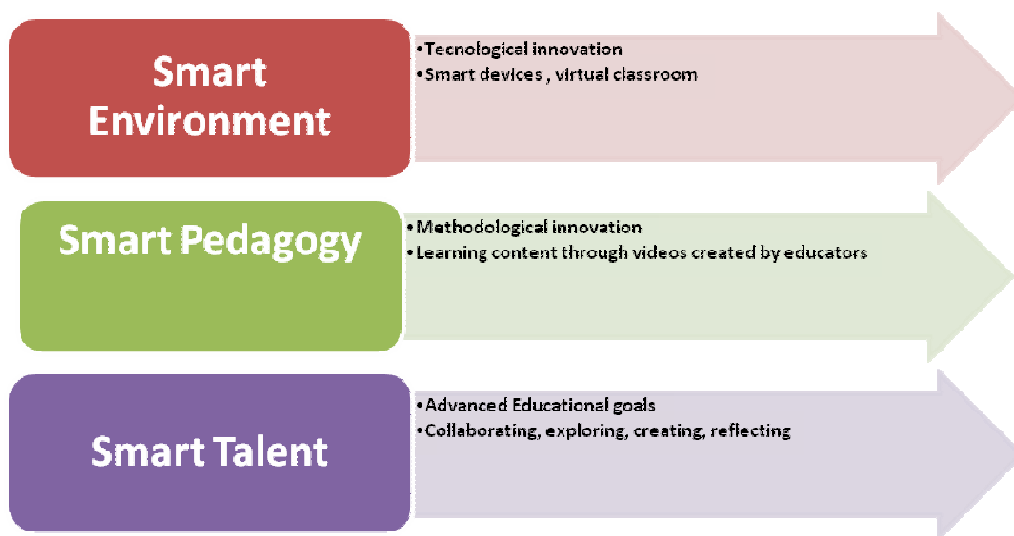 Smart
Environment
•Tecnological innovation
•Smart devices , virtual classroom
Smart Pedagogy
•Methodological innovation
•Learning content through videos created by educators
Smart Talent
•Advanced Educational goals
•Collaborating, exploring, creating, reflecting